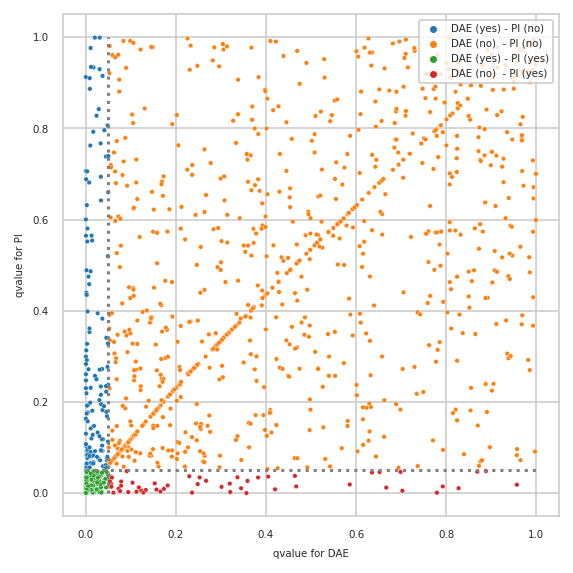 DAE (yes) - PI (no)
DAE (no)  - PI (no)
DAE (yes) - PI (yes)
DAE (no)  - PI (yes)
1.0
0.8
0.6
0.4
0.2
0.0
qvalue for PI
0.0 0.2 0.4 0.6 0.8 1.0
qvalue for DAE